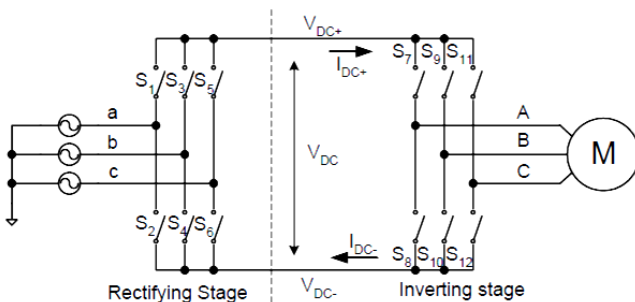 V_DC+
I_DC+
S_1 S_3 S_5
S_7 S_9 S_11
a
b
c
A
B
C
M
V_DC
S_2 S_4 S_6
S_8 S_10 S_12
I_DC-
V_DC-
Rectifying Stage
Inverting stage